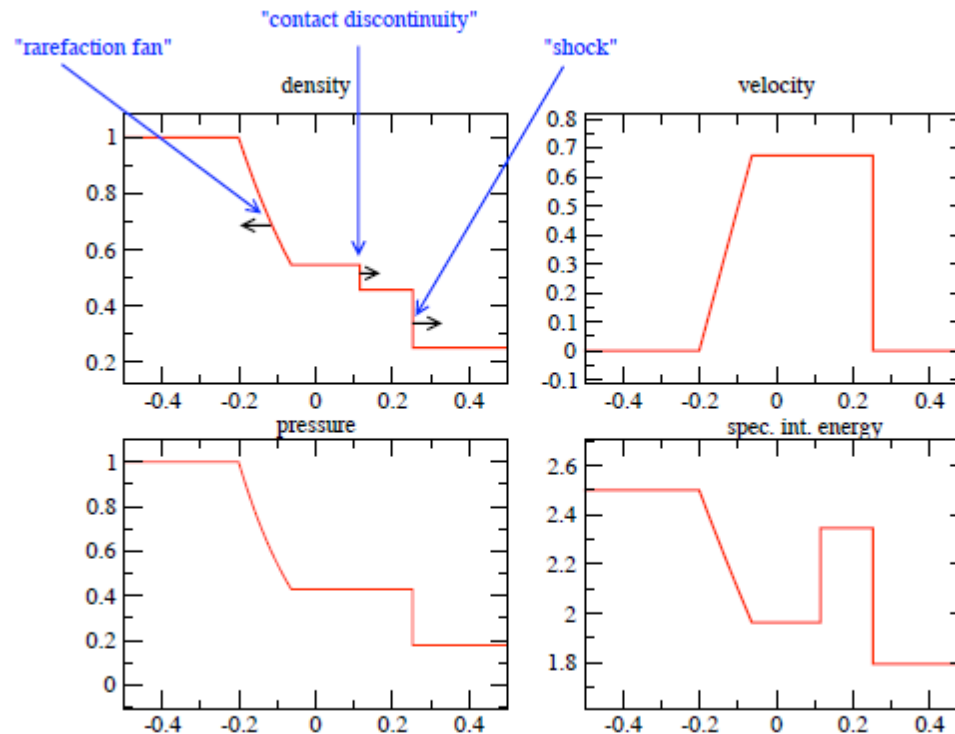 "contact discontinuity"
"rarefaction fan"
"shock"
density
velocity
1
0.8
0.6
0.4
0.2
-0.4 -0.2 0 0.2 0.4
0.8
0.7
0.6
0.5
0.4
0.3
0.2
0.1
0
-0.1
-0.4 -0.2 0 0.2 0.4
pressure
spec. int. energy
1
0.8
0.6
0.4
0.2
0
-0.4 -0.2 0 0.2 0.4
2.6
2.4
2.2
2
1.8
-0.4 -0.2 0 0.2 0.4